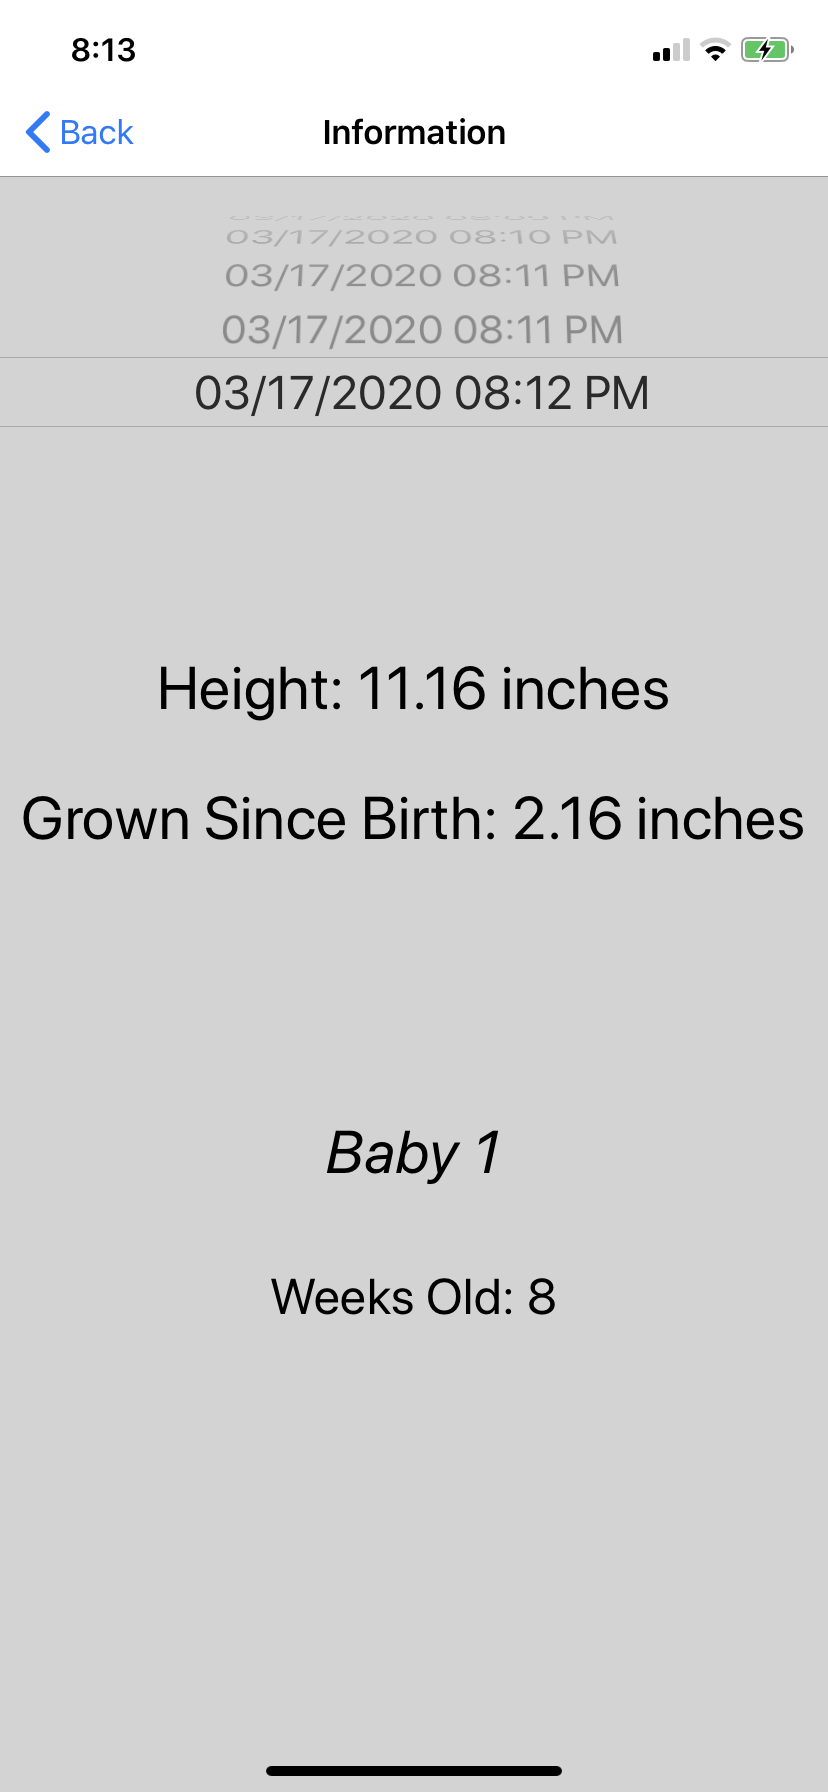 8:13
Back
Information
03/17/2020 08:10 PM
03/17/2020 08:11 PM
03/17/2020 08:11 PM
03/17/2020 08:12 PM
Height: 11.16 inches
Grown Since Birth: 2.16 inches
Baby 1
Weeks Old: 8